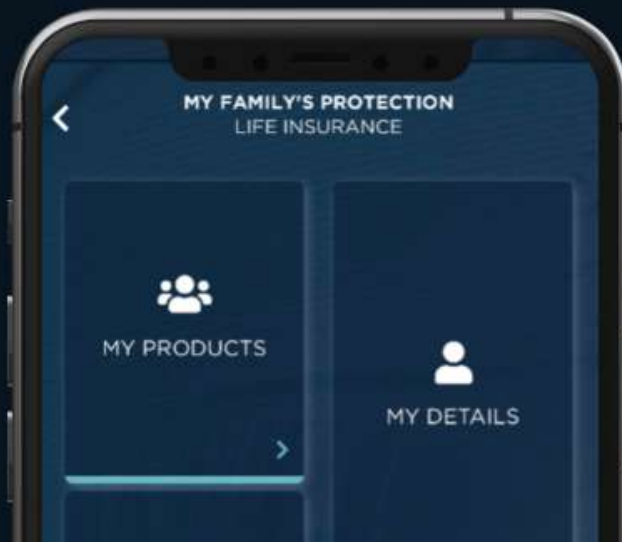 MY FAMILY'S PROTECTION
LIFE INSURANCE
MY PRODUCTS
MY DETAILS